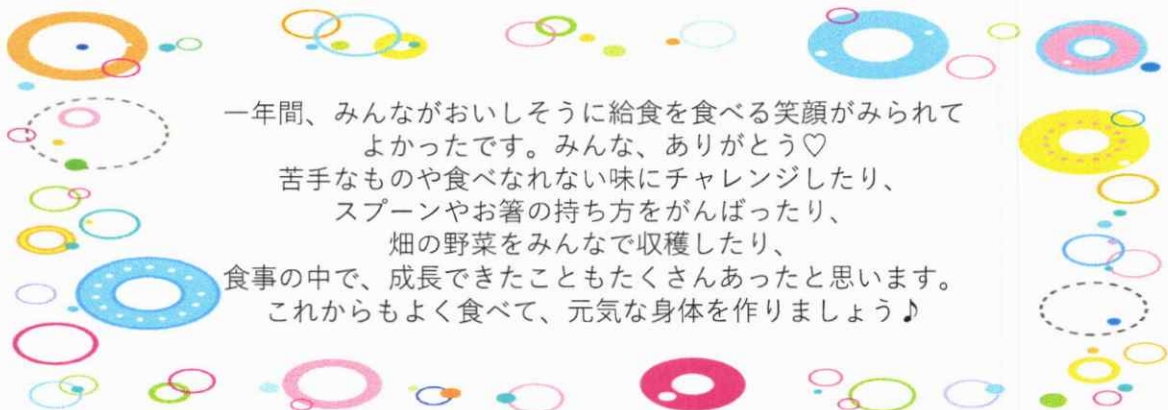 一年間、みんながおいしそうに給食を食べる笑顔がみられて
よかったです。みんな、ありがとう♡
苦手なものや食べなれない味にチャレンジしたり、
スプーンやお箸の持ち方をがんばったり、
畑の野菜をみんなで収穫したり、
食事の中で、成長できたこともたくさんあったと思います。
これからもよく食べて、元気な身体を作りましょう♪